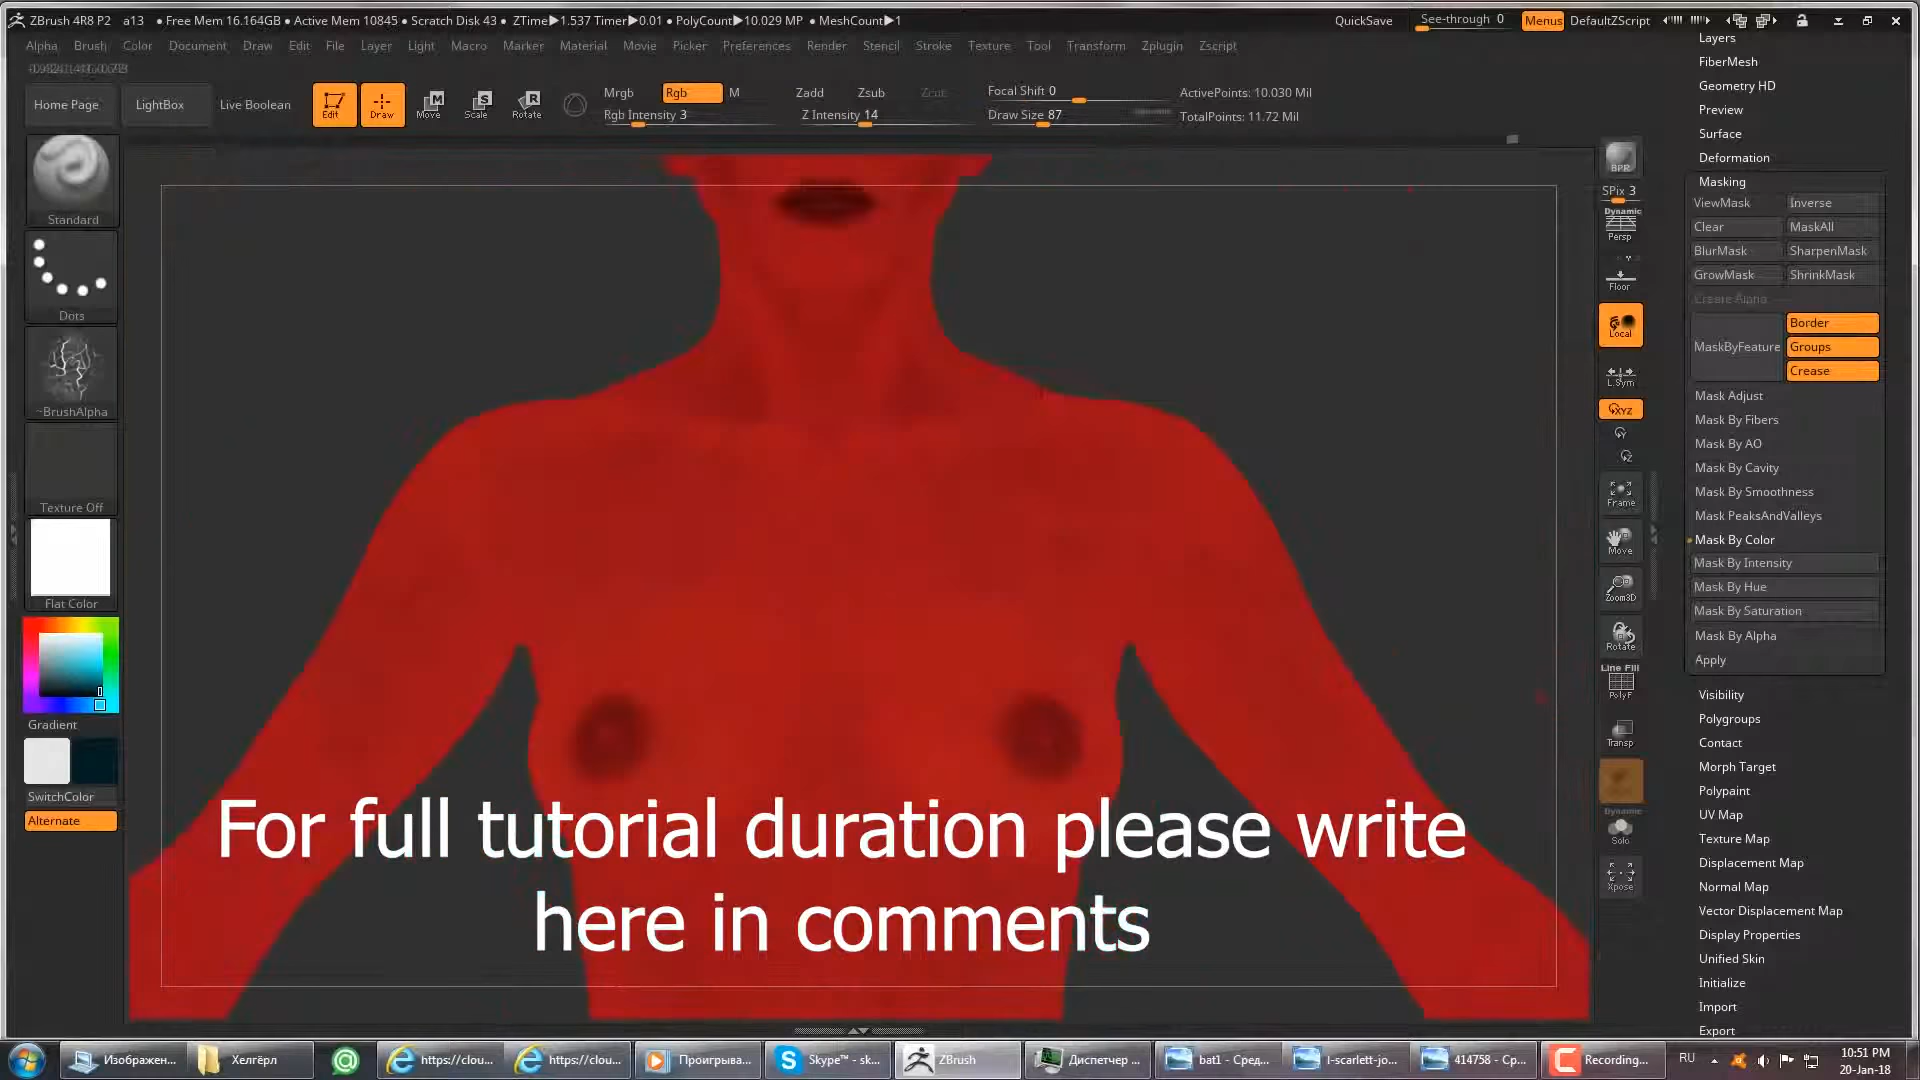 ZBrush 4R8 P2 a13 • Free Mem 16.164GB • Active Mem 10845 • Scratch Disk 43 • ZTime▶1.537 Timer▶0.01 • PolyCount▶10.029 MP • MeshCount▶1 QuickSave See-through 0 Menus DefaultZScript
Alpha Brush Color Document Draw Edit File Layer Light Macro Marker Material Movie Picker Preferences Render Stencil Stroke Texture Tool Transform Zplugin Zscript
Home Page LightBox Live Boolean Edit Draw Move Scale Rotate
Mrgb Rgb M Zadd Zsub Zcut Focal Shift 0 ActivePoints: 10.030 Mil
Rgb Intensity 3 Z Intensity 14 Draw Size 87 TotalPoints: 11.72 Mil
Standard
Dots
~BrushAlpha
Texture Off
Flat Color
Gradient
SwitchColor
Alternate
BPR
SPix 3
Dynamic
Persp
Floor
Local
L.Sym
XYZ
Y
Z
Frame
Move
Zoom3D
Rotate
Line Fill
PolyF
Transp
Dynamic
Solo
Xpose
Layers
FiberMesh
Geometry HD
Preview
Surface
Deformation
Masking
ViewMask Inverse
Clear MaskAll
BlurMask SharpenMask
GrowMask ShrinkMask
Create Alpha
MaskByFeature
Border
Groups
Crease
Mask Adjust
Mask By Fibers
Mask By AO
Mask By Cavity
Mask By Smoothness
Mask PeaksAndValleys
Mask By Color
Mask By Intensity
Mask By Hue
Mask By Saturation
Mask By Alpha
Apply
Visibility
Polygroups
Contact
Morph Target
Polypaint
UV Map
Texture Map
Displacement Map
Normal Map
Vector Displacement Map
Display Properties
Unified Skin
Initialize
Import
Export
For full tutorial duration please write
here in comments
Изображен... Хелгёрл https://clou... https://clou... Проигрыва... Skype™ - sk... ZBrush Диспетчер ... bat1 - Сред... i-scarlett-jo... 414758 - Ср... Recording... RU 10:51 PM
20-Jan-18